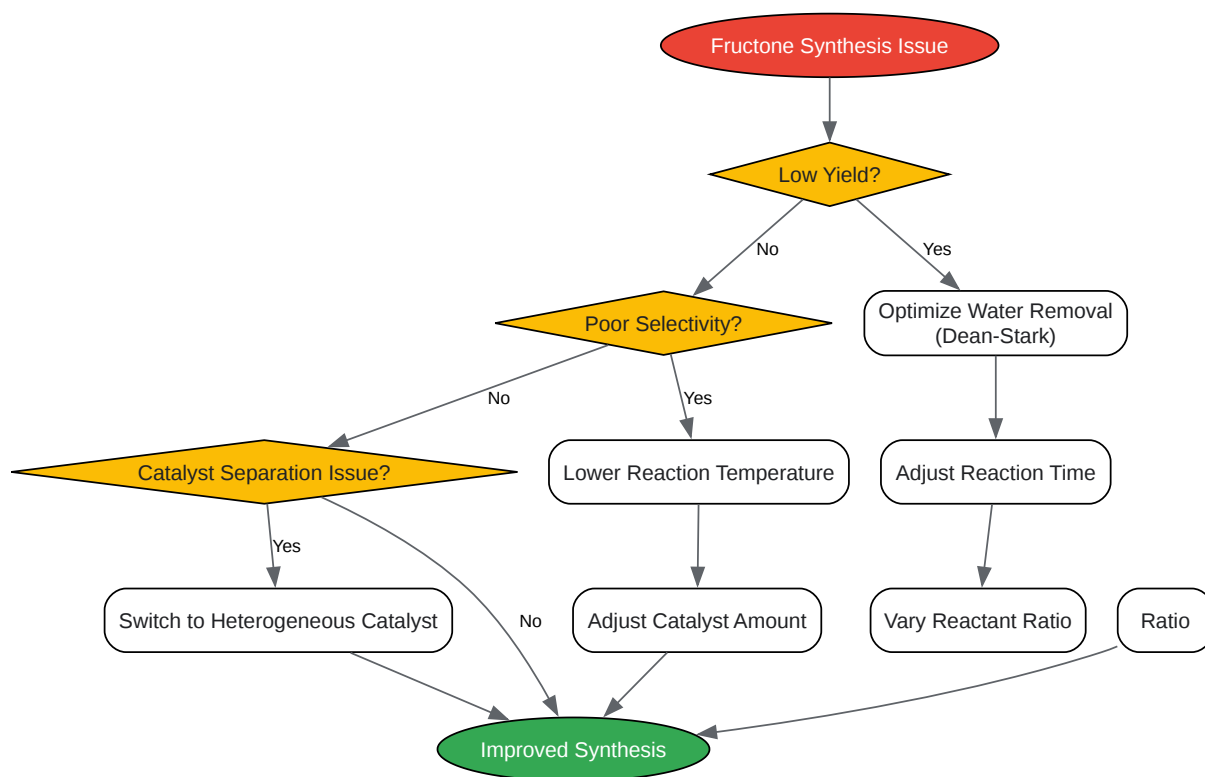 Fructone Synthesis Issue
Low Yield?
No
Yes
Poor Selectivity?
Optimize Water Removal
(Dean-Stark)
No
Yes
Catalyst Separation Issue?
Lower Reaction Temperature
Adjust Reaction Time
Yes
No
Switch to Heterogeneous Catalyst
Adjust Catalyst Amount
Vary Reactant Ratio
Ratio
Improved Synthesis